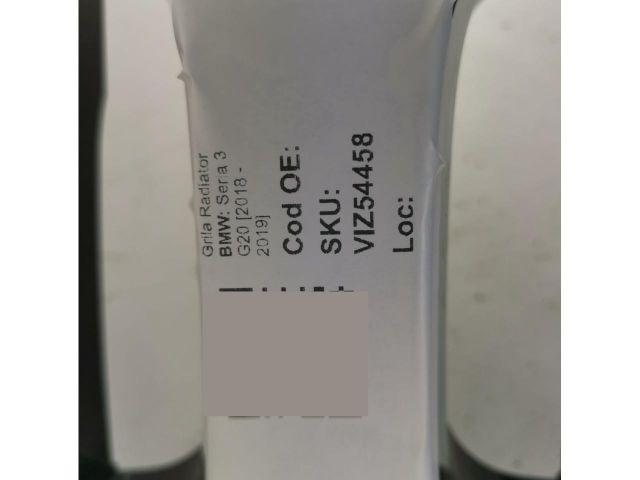 Grila Radiator
BMW: Seria 3
G20 [2018 -
2019]
Cod OE:
SKU:
VIZ54458
Loc: